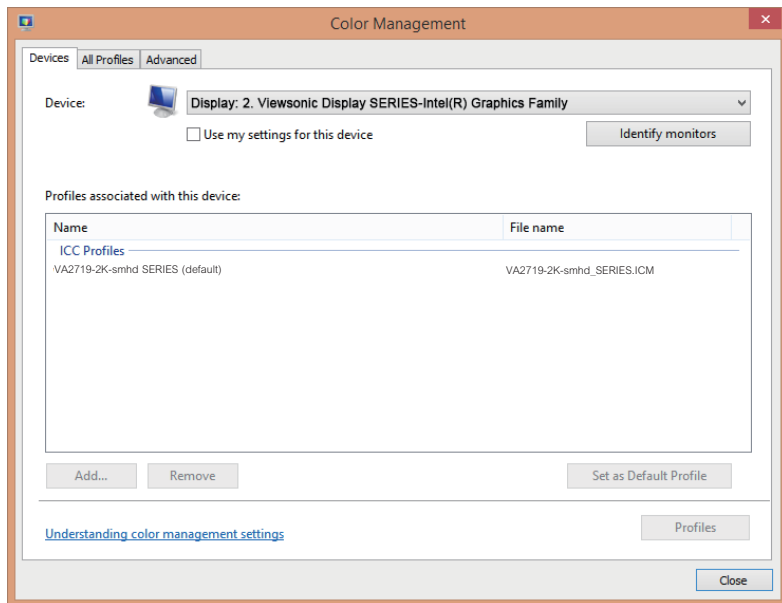 Color Management
Devices All Profiles Advanced
Device: Display: 2. Viewsonic Display SERIES-Intel(R) Graphics Family
Use my settings for this device Identify monitors
Profiles associated with this device:
Name File name
ICC Profiles
VA2719-2K-smhd SERIES (default) VA2719-2K-smhd_SERIES.ICM
Add... Remove Set as Default Profile
Understanding color management settings Profiles
Close